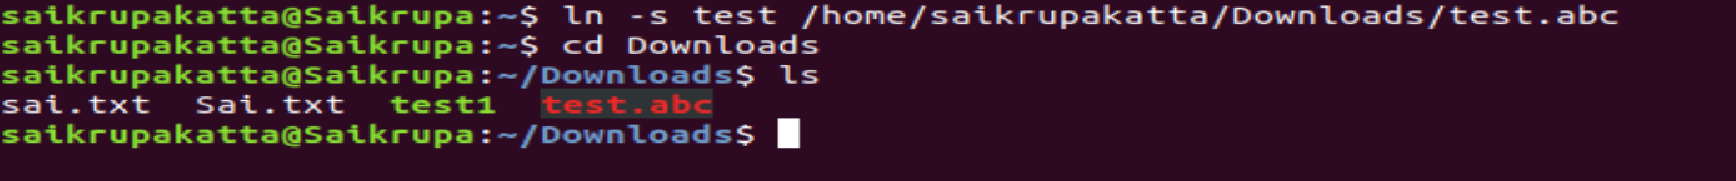 saikrupakatta@Saikrupa:~$ ln -s test /home/saikrupakatta/Downloads/test.abc
saikrupakatta@Saikrupa:~$ cd Downloads
saikrupakatta@Saikrupa:~/Downloads$ ls
sai.txt  Sai.txt  test1  test.abc
saikrupakatta@Saikrupa:~/Downloads$